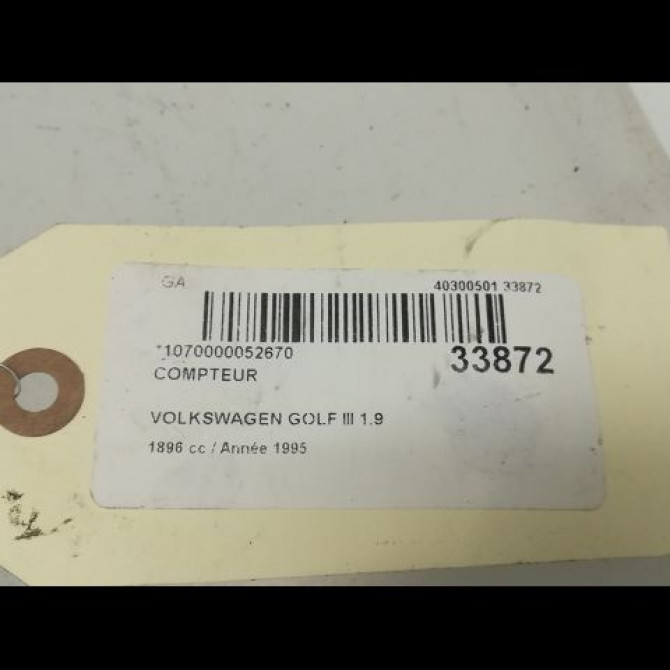 GA 40300501 33872
*1070000052670 33872
COMPTEUR
VOLKSWAGEN GOLF III 1.9
1896 cc / Année 1995